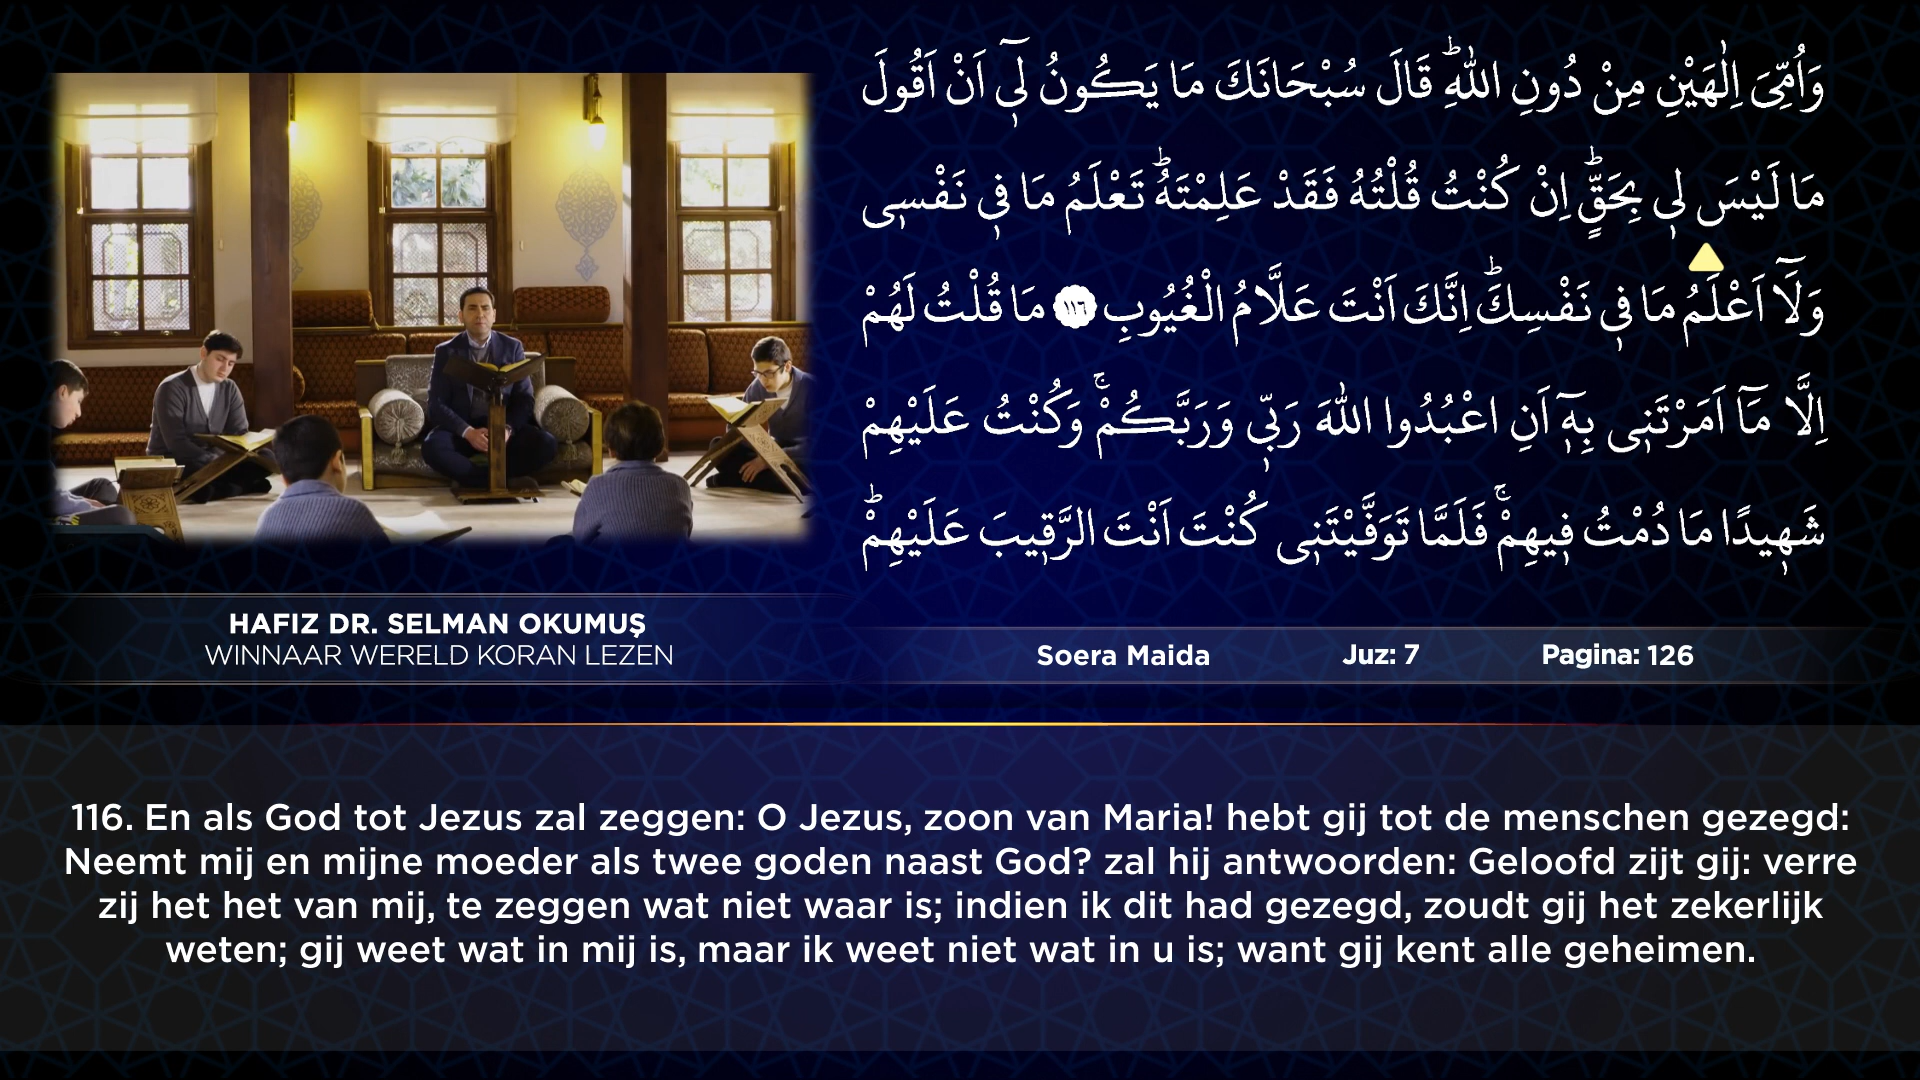 وَاُمِّيَ اِلٰهَيْنِ مِنْ دُونِ اللّٰهِۜ قَالَ سُبْحَانَكَ مَا يَكُونُ ل۪ٓي اَنْ اَقُولَ
مَا لَيْسَ ل۪ي بِحَقٍّۜ اِنْ كُنْتُ قُلْتُهُ فَقَدْ عَلِمْتَهُۜ تَعْلَمُ مَا ف۪ي نَفْس۪ي
وَلَٓا اَعْلَمُ مَا ف۪ي نَفْسِكَۜ اِنَّكَ اَنْتَ عَلَّامُ الْغُيُوبِ ﴿١١٦﴾ مَا قُلْتُ لَهُمْ
اِلَّا مَٓا اَمَرْتَن۪ي بِه۪ٓ اَنِ اعْبُدُوا اللّٰهَ رَبّ۪ي وَرَبَّكُمْۚ وَكُنْتُ عَلَيْهِمْ
شَه۪يدًا مَا دُمْتُ ف۪يهِمْۚ فَلَمَّا تَوَفَّيْتَن۪ي كُنْتَ اَنْتَ الرَّق۪يبَ عَلَيْهِمْۜ
HAFIZ DR. SELMAN OKUMUŞ
WINNAAR WERELD KORAN LEZEN
Soera Maida Juz: 7 Pagina: 126
116. En als God tot Jezus zal zeggen: O Jezus, zoon van Maria! hebt gij tot de menschen gezegd:
Neemt mij en mijne moeder als twee goden naast God? zal hij antwoorden: Geloofd zijt gij: verre
zij het het van mij, te zeggen wat niet waar is; indien ik dit had gezegd, zoudt gij het zekerlijk
weten; gij weet wat in mij is, maar ik weet niet wat in u is; want gij kent alle geheimen.